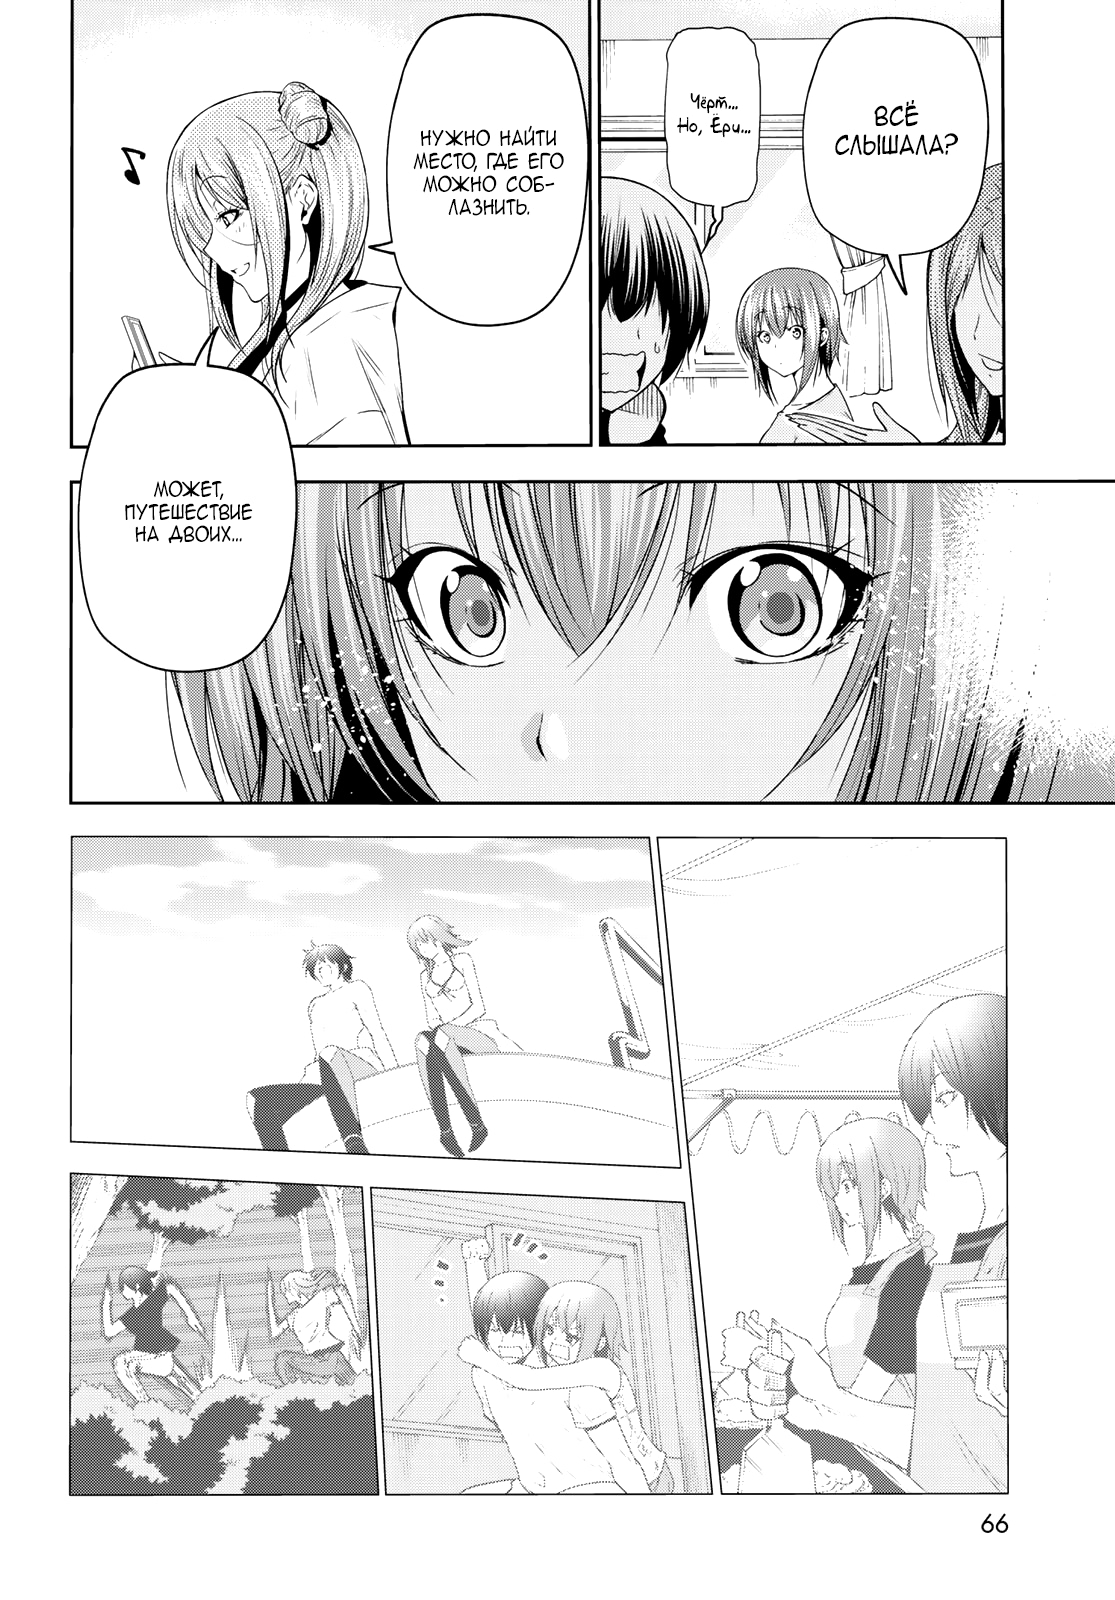 ВСЁ
СЛЫШАЛА?
Чёрт...
Но, Ёри...
НУЖНО НАЙТИ
МЕСТО, ГДЕ ЕГО
МОЖНО СОБ-
ЛАЗНИТЬ.
МОЖЕТ,
ПУТЕШЕСТВИЕ
НА ДВОИХ...
66